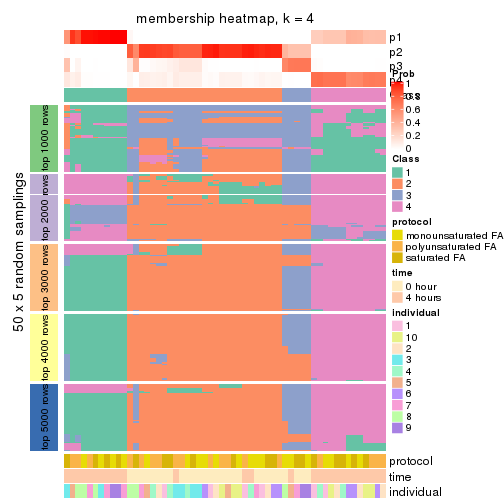 membership heatmap, k = 4
p1
p2
p3
p4
50 x 5 random samplings
top 1000 rows
top 2000 rows
top 3000 rows
top 4000 rows
top 5000 rows
Prob
1
0.8
0.6
0.4
0.2
0
Class
1
2
3
4
protocol
monounsaturated FA
polyunsaturated FA
saturated FA
time
0 hour
4 hours
individual
1
10
2
3
4
5
6
7
8
9
protocol
time
individual